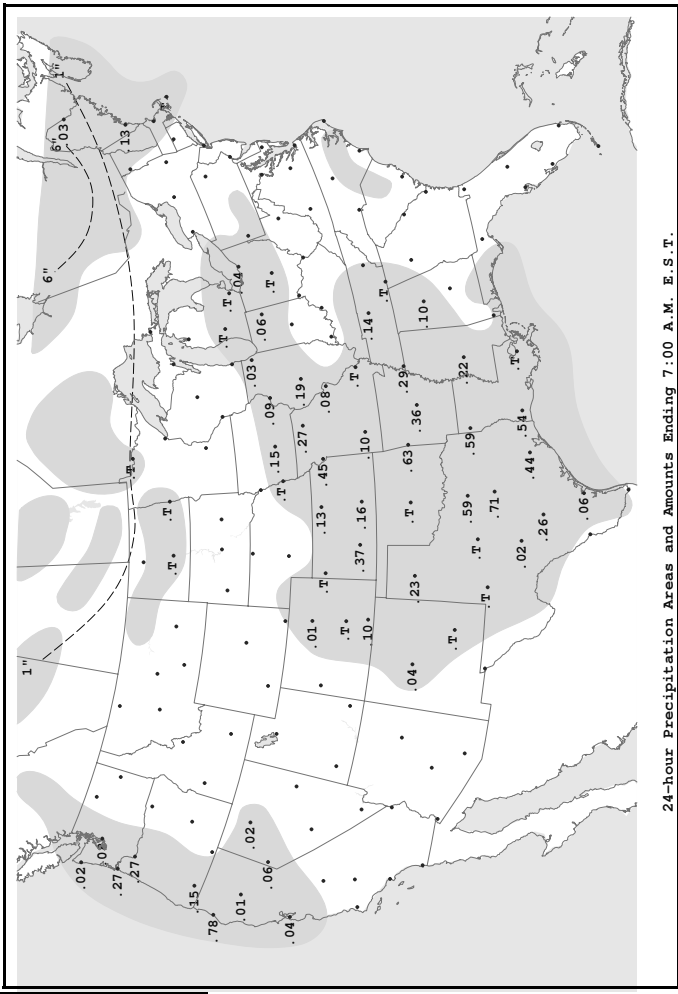 1"
6"
6"
1"
.03
.02
02
.27
.13
T
.27
.T
.T
.15
.78
.T
.T
.04
.01
.02
.03
.06
.06
.09
.T
.15
.T
.04
.19
.27
.01
.13
.45
.T
.08
.T
.T
.37
.16
.10
.10
.14
.T
.29
.63
.T
.04
.23
.36
.10
.T
.22
.59
.59
.T
.T
.71
.T
.02
.54
.44
.26
.06
24-hour Precipitation Areas and Amounts Ending 7:00 A.M. E.S.T.